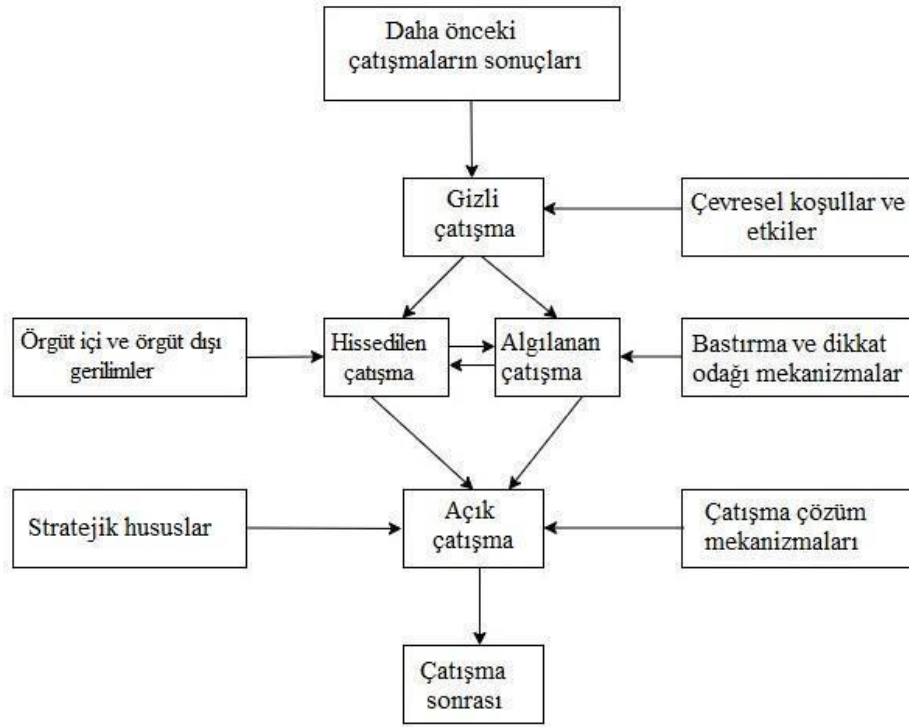 Daha önceki
çatışmaların sonuçları
Gizli
çatışma
Çevresel koşullar ve
etkiler
Örgüt içi ve örgüt dışı
gerilimler
Hissedilen
çatışma
Algılanan
çatışma
Bastırma ve dikkat
odağı mekanizmalar
Stratejik hususlar
Açık
çatışma
Çatışma çözüm
mekanizmaları
Çatışma
sonrası